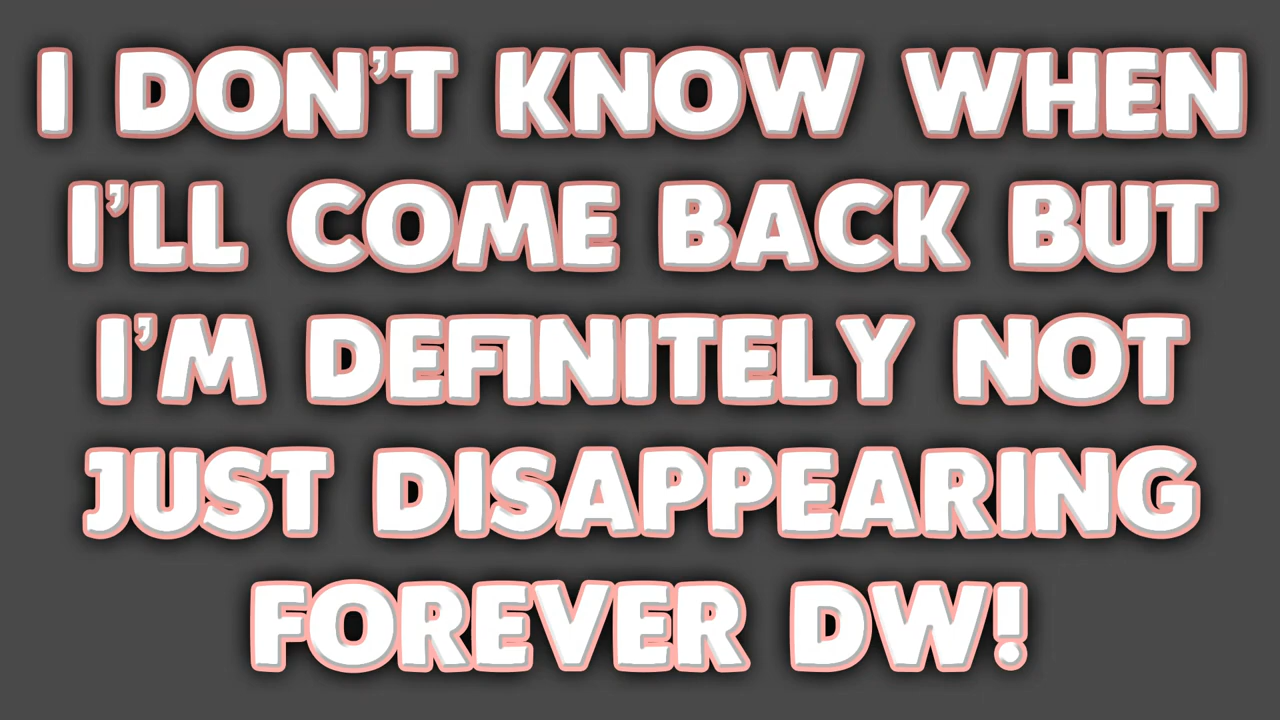 I DON'T KNOW WHEN
I'LL COME BACK BUT
I'M DEFINITELY NOT
JUST DISAPPEARING
FOREVER DW!